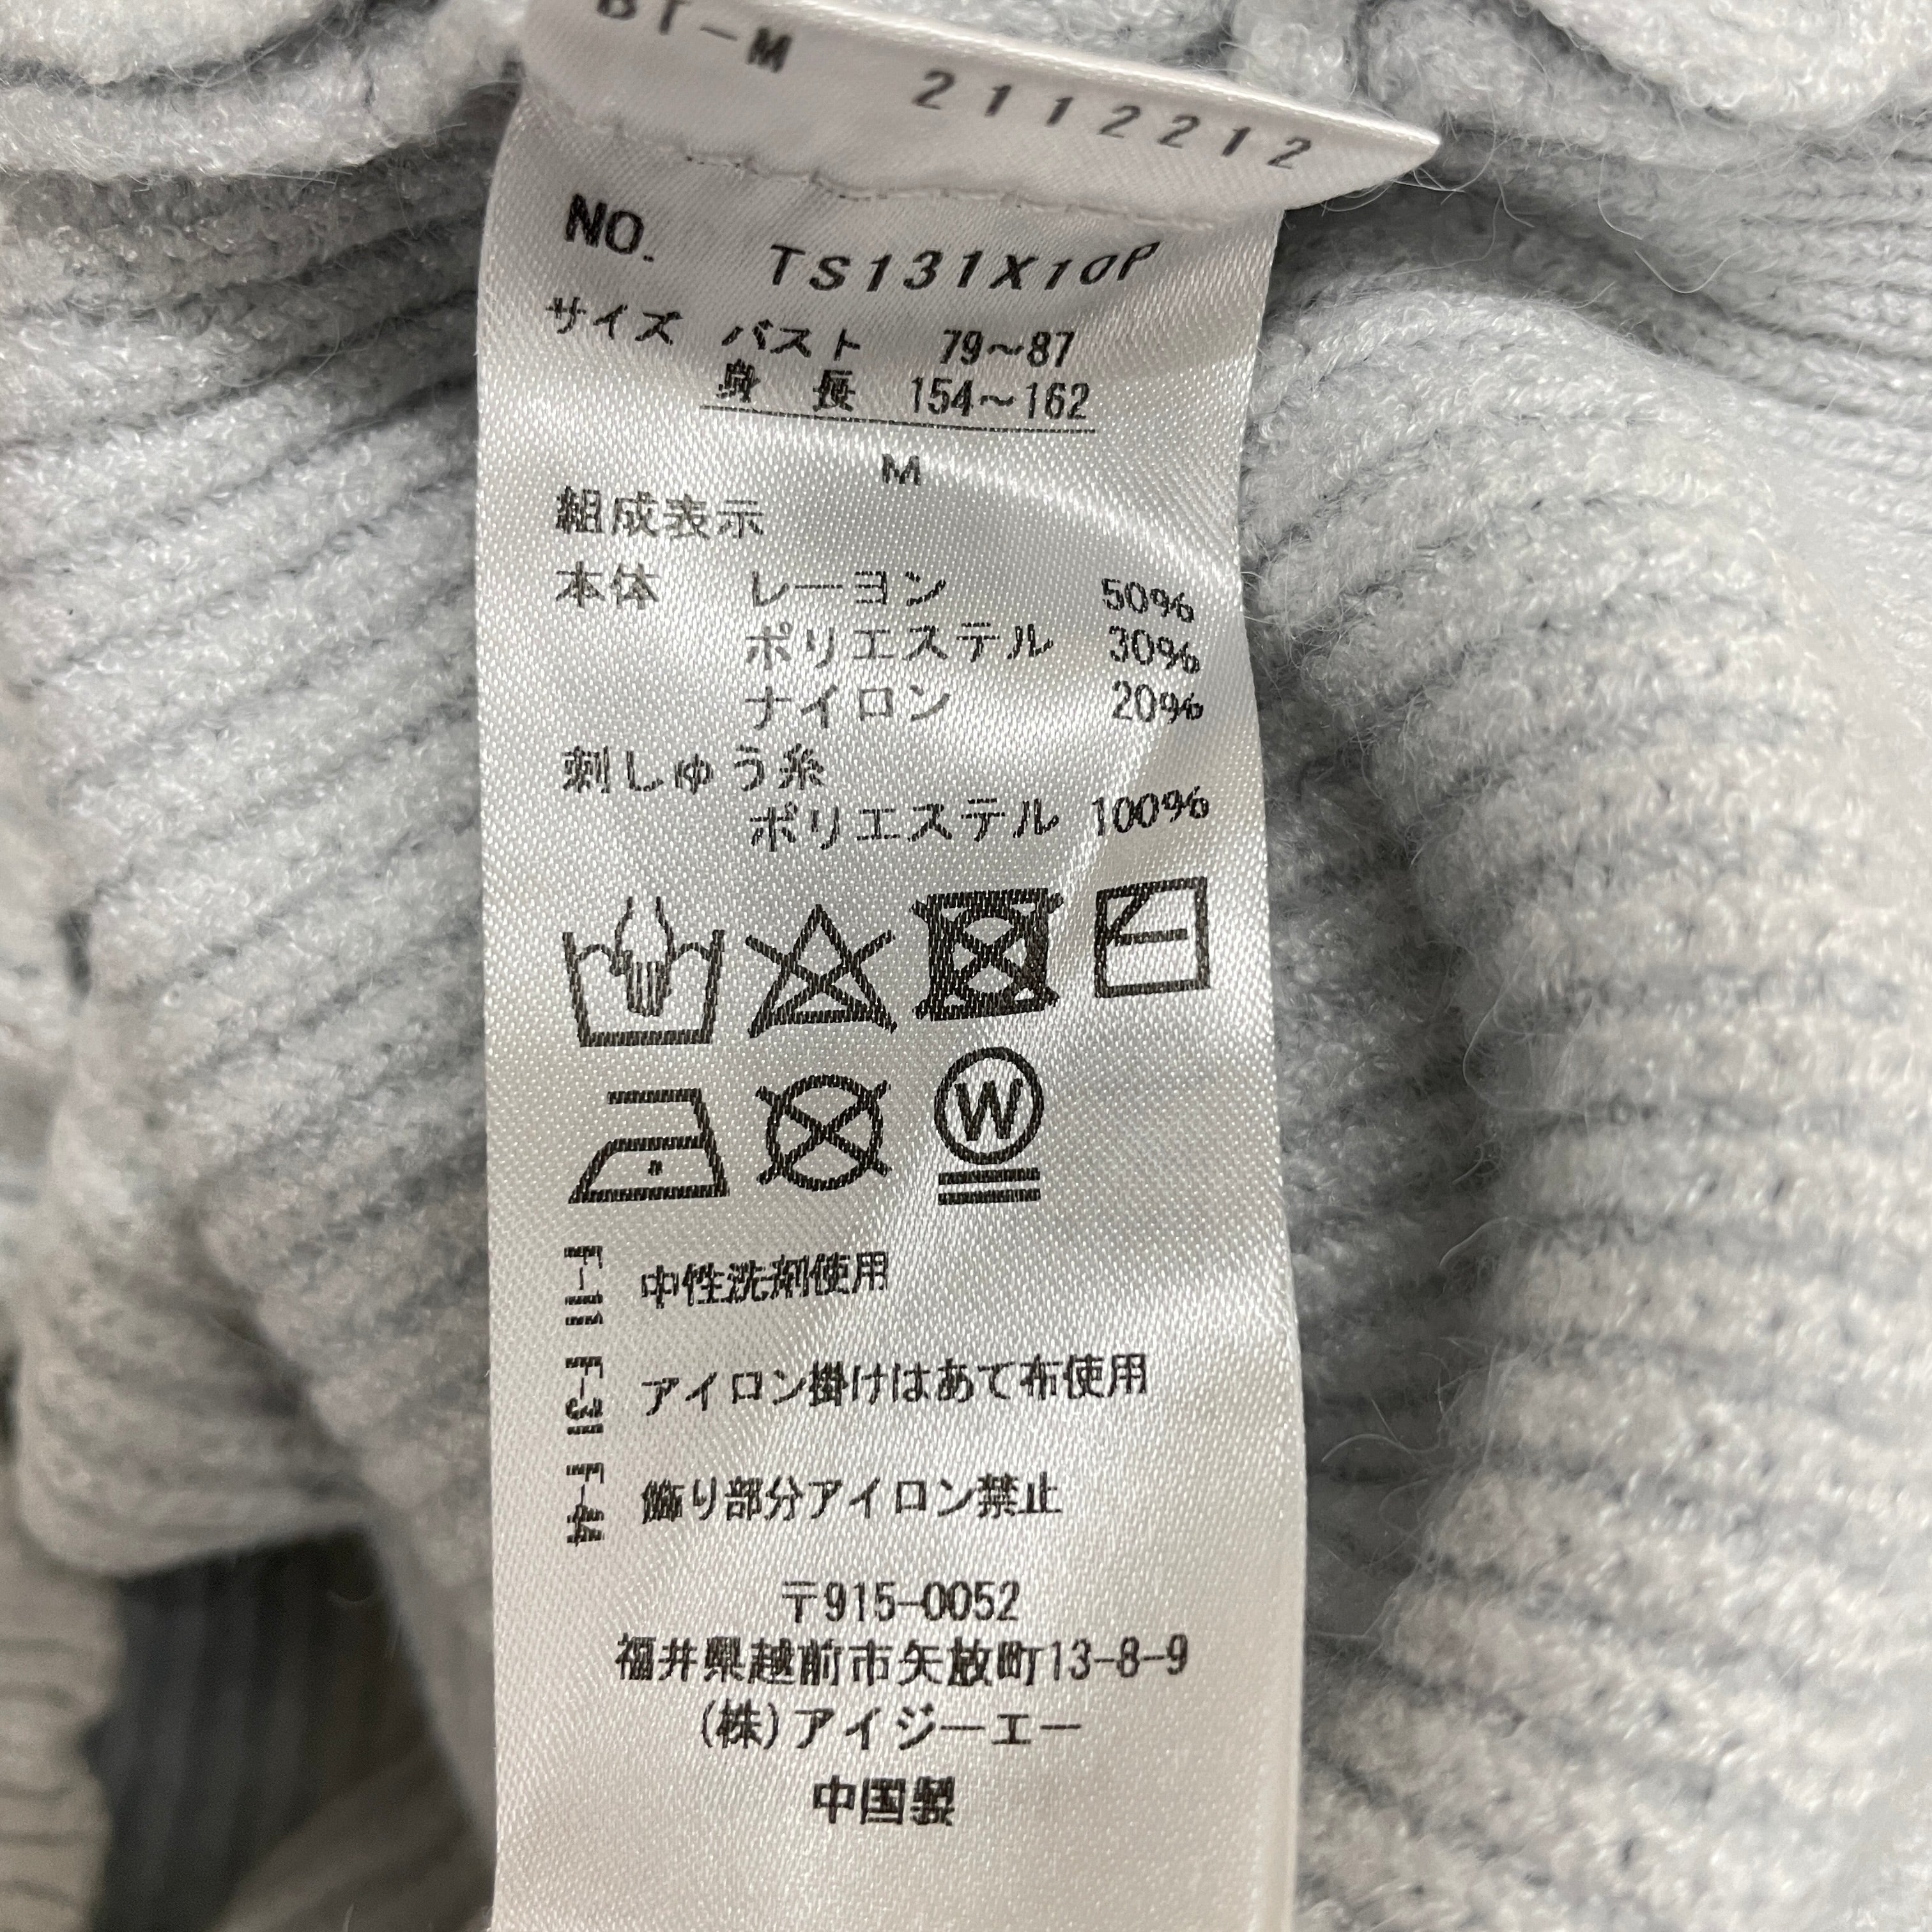 BT-M 2112212
NO. TS131X10P
サイズ バスト 79～87
身 長 154～162
M
組成表示
本体 レーヨン 50%
ポリエステル 30%
ナイロン 20%
刺しゅう糸
ポリエステル 100%
W
F-11 中性洗剤使用
F-31 アイロン掛けはあて布使用
F-44 飾り部分アイロン禁止
〒915-0052
福井県越前市矢放町13-8-9
(株)アイジーエー
中国製